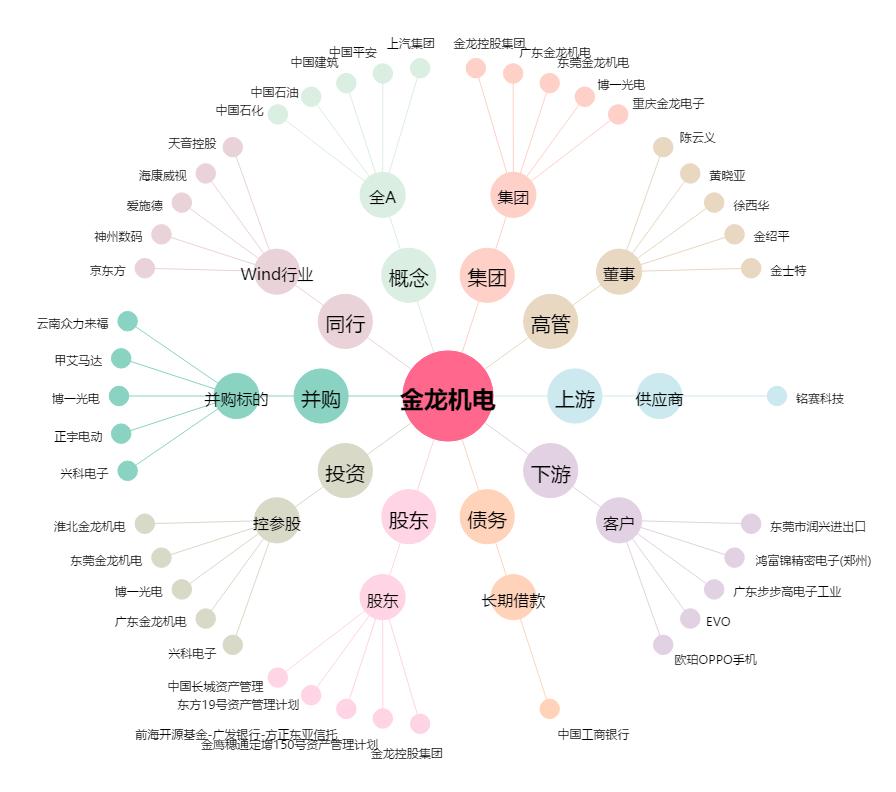 上汽集团
中国平安
中国建筑
中国石油
中国石化
全A
概念
金龙控股集团
广东金龙机电
东莞金龙机电
博一光电
重庆金龙电子
集团
集团
陈云义
黄晓亚
徐西华
金绍平
金士特
董事
高管
天音控股
海康威视
爱施德
神州数码
京东方
Wind行业
同行
云南众力来福
甲艾马达
博一光电
正宇电动
兴科电子
并购标的
并购
金龙机电
上游
供应商
铭赛科技
投资
控参股
淮北金龙机电
东莞金龙机电
博一光电
广东金龙机电
兴科电子
股东
股东
中国长城资产管理
东方19号资产管理计划
前海开源基金-广发银行-方正东亚信托
金鹰穗通定增150号资产管理计划
金龙控股集团
债务
长期借款
中国工商银行
下游
客户
东莞市润兴进出口
鸿富锦精密电子(郑州)
广东步步高电子工业
EVO
欧珀OPPO手机